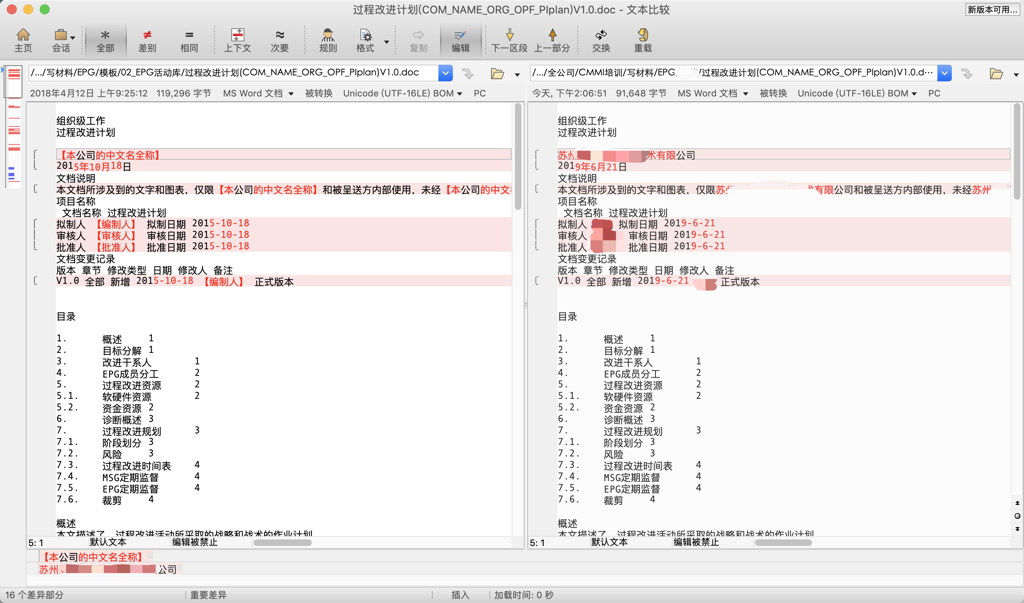 过程改进计划(COM_NAME_ORG_OPF_PIplan)V1.0.doc - 文本比较
新版本可用...
主页 会话 全部 差别 相同 上下文 次要 规则 格式 复制 编辑 下一区段 上一部分 交换 重载
/.../写材料/EPG/模板/02_EPG活动库/过程改进计划(COM_NAME_ORG_OPF_PIplan)V1.0.doc
2018年4月12日 上午9:25:12 119,296 字节 MS Word 文档 被转换 Unicode (UTF-16LE) BOM PC
组织级工作
过程改进计划
【本公司的中文名全称】
2015年10月18日
文档说明
本文档所涉及到的文字和图表，仅限【本公司的中文名全称】和被呈送方内部使用，未经【本公司的中文
项目名称
文档名称 过程改进计划
拟制人 【编制人】 拟制日期 2015-10-18
审核人 【审核人】 审核日期 2015-10-18
批准人 【批准人】 批准日期 2015-10-18
文档变更记录
版本 章节 修改类型 日期 修改人 备注
V1.0 全部 新增 2015-10-18 【编制人】 正式版本
目录
1. 概述 1
2. 目标分解 1
3. 改进干系人 1
4. EPG成员分工 2
5. 过程改进资源 2
5.1. 软硬件资源 2
5.2. 资金资源 2
6. 诊断概述 3
7. 过程改进规划 3
7.1. 阶段划分 3
7.2. 风险 3
7.3. 过程改进时间表 4
7.4. MSG定期监督 4
7.5. EPG定期监督 4
7.6. 裁剪 4
概述
本文描述了，过程改进活动所采取的战略和战术的作业计划
5: 1 默认文本 编辑被禁止
/.../全公司/CMMI培训/写材料/EPG /过程改进计划(COM_NAME_ORG_OPF_PIplan)V1.0.d...
今天, 下午2:06:51 91,648 字节 MS Word 文档 被转换 Unicode (UTF-16LE) BOM PC
组织级工作
过程改进计划
苏州 术有限公司
2019年6月21日
文档说明
本文档所涉及到的文字和图表，仅限苏州 有限公司和被呈送方内部使用，未经苏州
项目名称
文档名称 过程改进计划
拟制人 拟制日期 2019-6-21
审核人 审核日期 2019-6-21
批准人 批准日期 2019-6-21
文档变更记录
版本 章节 修改类型 日期 修改人 备注
V1.0 全部 新增 2019-6-21 正式版本
目录
1. 概述 1
2. 目标分解 1
3. 改进干系人 1
4. EPG成员分工 2
5. 过程改进资源 2
5.1. 软硬件资源 2
5.2. 资金资源 2
6. 诊断概述 3
7. 过程改进规划 3
7.1. 阶段划分 3
7.2. 风险 3
7.3. 过程改进时间表 4
7.4. MSG定期监督 4
7.5. EPG定期监督 4
7.6. 裁剪 4
概述
本文描述了，过程改进活动所采取的战略和战术的作业计划
5: 1 默认文本 编辑被禁止
【本公司的中文名全称】
苏州 公司
16 个差异部分 重要差异 插入 加载时间: 0 秒